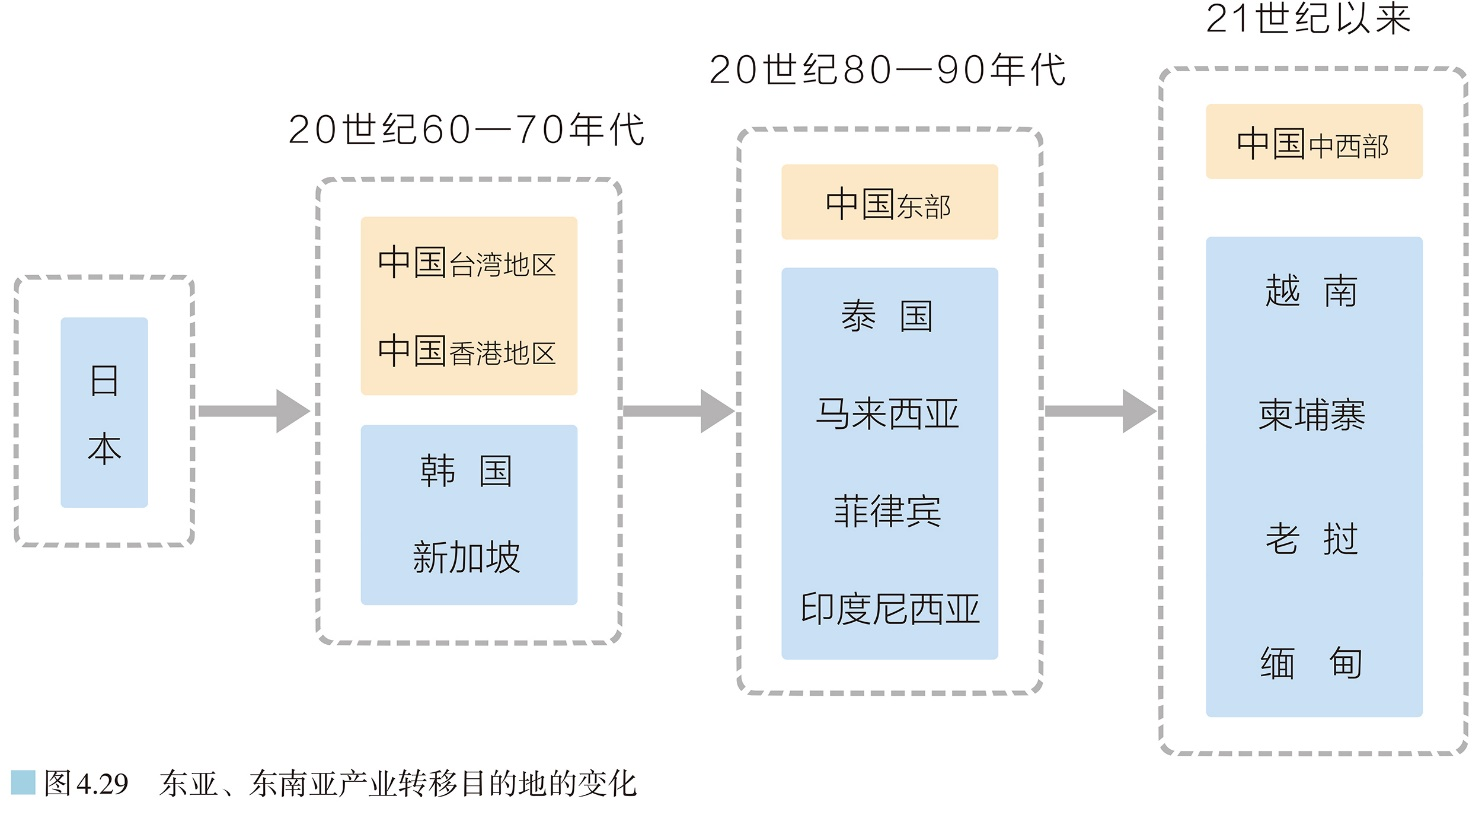 日
本
20世纪60—70年代
中国台湾地区
中国香港地区
韩国
新加坡
20世纪80—90年代
中国东部
泰国
马来西亚
菲律宾
印度尼西亚
21世纪以来
中国中西部
越南
柬埔寨
老挝
缅甸
图4.29 东亚、东南亚产业转移目的地的变化